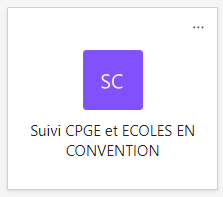 ...
SC
Suivi CPGE et ECOLES EN
CONVENTION